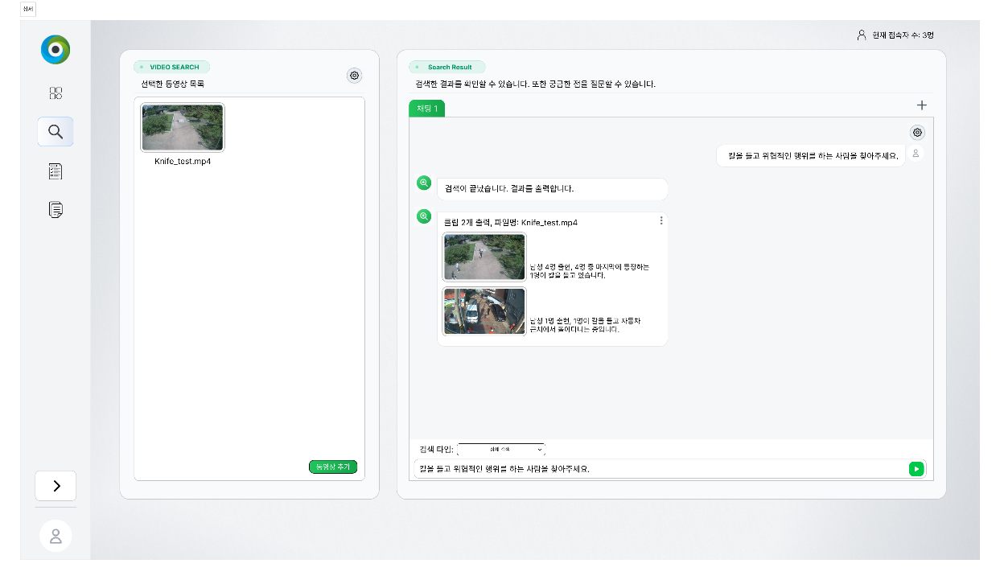 상세
현재 접속자 수: 3명
VIDEO SEARCH
선택한 동영상 목록
Knife_test.mp4
동영상 추가
Search Result
검색한 결과를 확인할 수 있습니다. 또한 궁금한 점을 질문할 수 있습니다.
채팅 1
칼을 들고 위협적인 행위를 하는 사람을 찾아주세요.
검색이 끝났습니다. 결과를 출력합니다.
클립 2개 출력, 파일명: Knife_test.mp4
남성 4명 출현, 4명 중 마지막에 등장하는
1명이 칼을 들고 있습니다.
남성 1명 출현, 1명이 칼을 들고 자동차
근처에서 돌아다니는 중입니다.
검색 타입: 상세 검색
칼을 들고 위협적인 행위를 하는 사람을 찾아주세요.